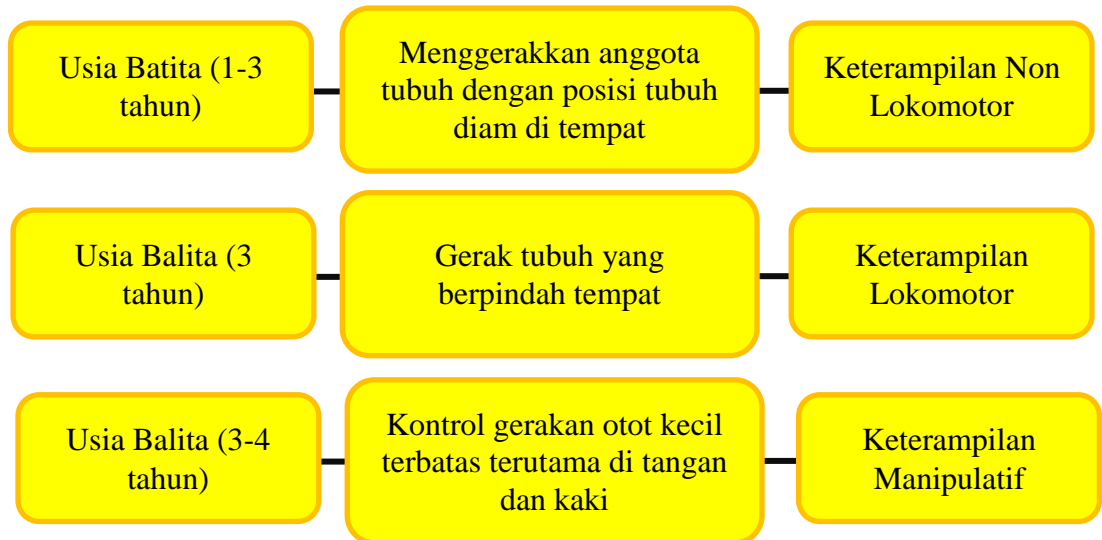 Usia Batita (1-3
tahun)
Menggerakkan anggota
tubuh dengan posisi tubuh
diam di tempat
Keterampilan Non
Lokomotor
Usia Balita (3
tahun)
Gerak tubuh yang
berpindah tempat
Keterampilan
Lokomotor
Usia Balita (3-4
tahun)
Kontrol gerakan otot kecil
terbatas terutama di tangan
dan kaki
Keterampilan
Manipulatif